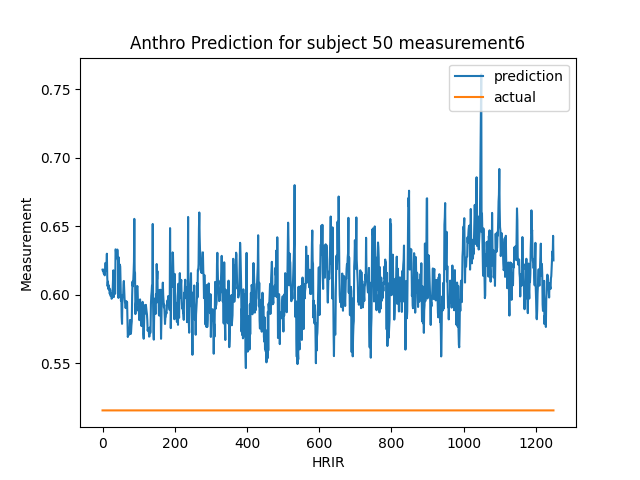 Anthro Prediction for subject 50 measurement6
prediction
actual
0.75
0.70
0.65
0.60
0.55
Measurement
0 200 400 600 800 1000 1200
HRIR